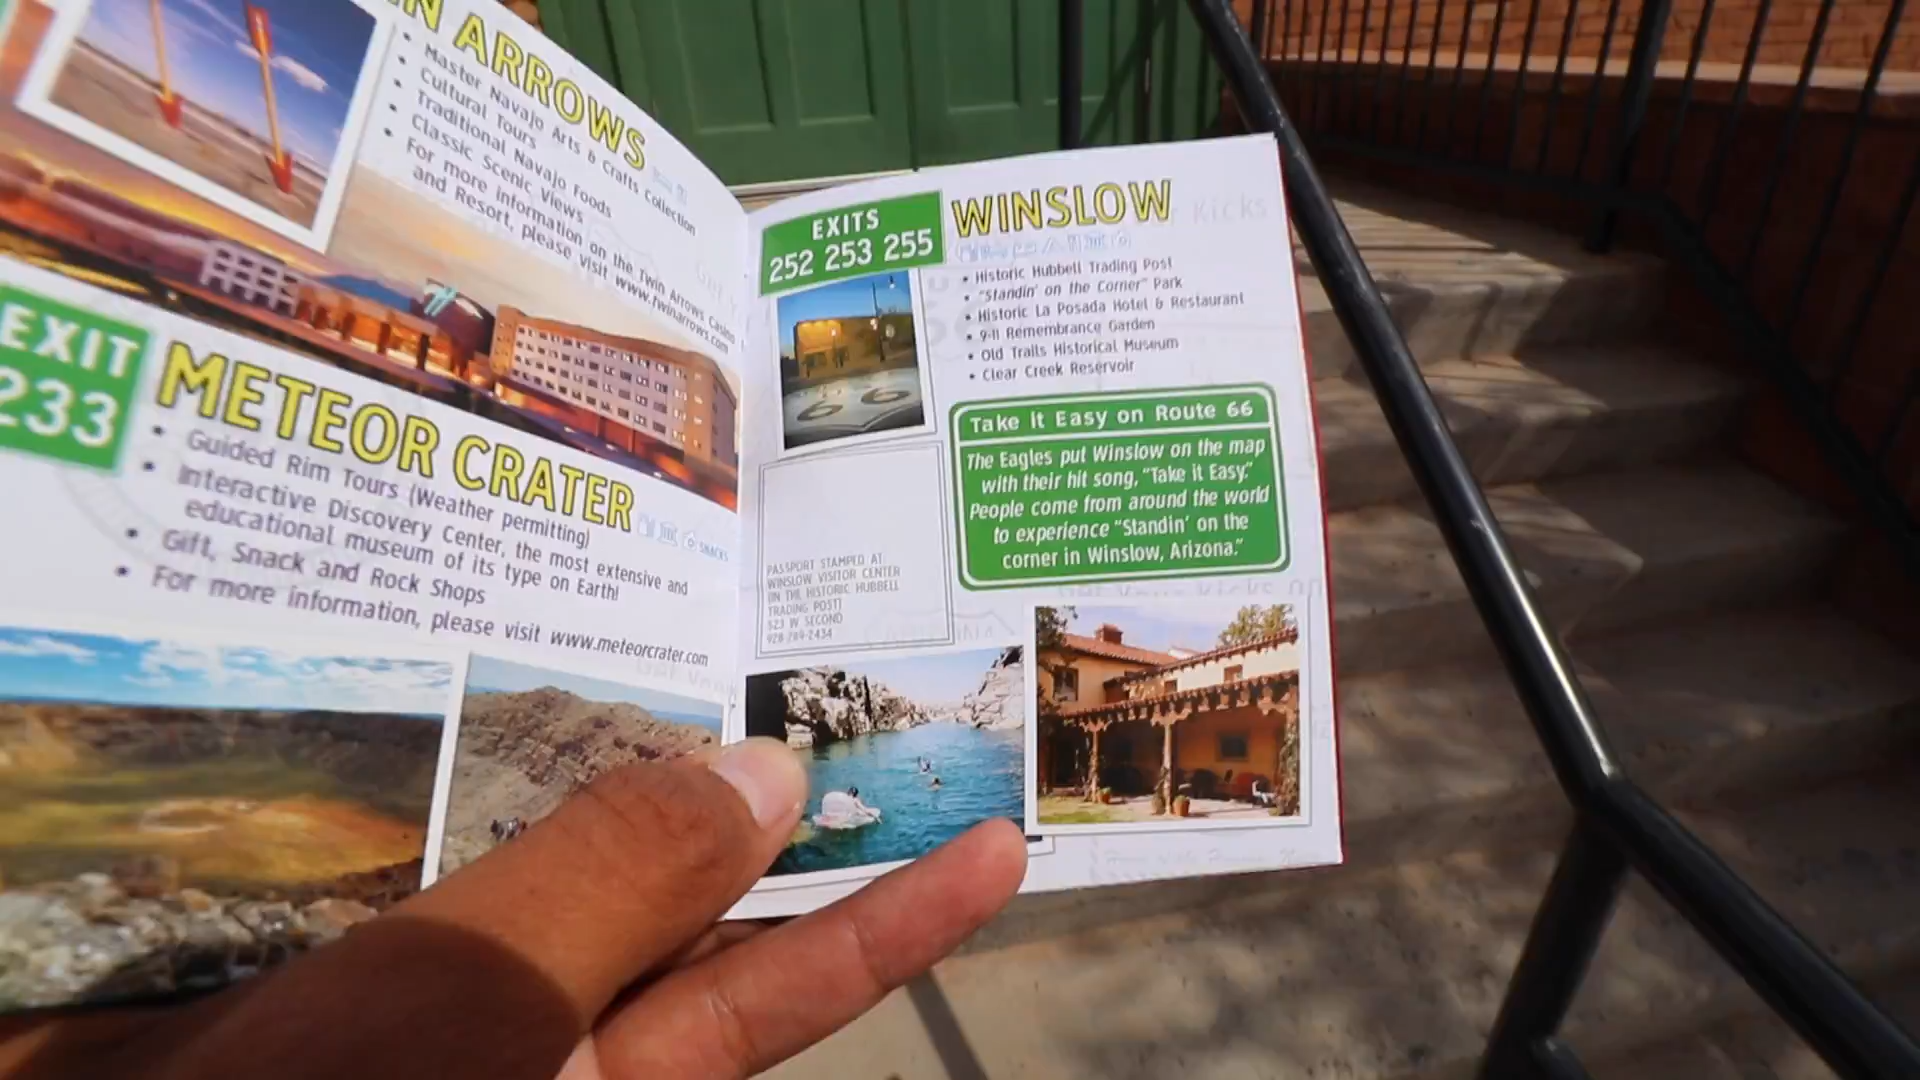 N ARROWS
• Master Navajo Arts & Crafts Collection
• Cultural Tours
• Traditional Navajo Foods
• Classic Scenic Views
• For more information on the Twin Arrows Casino
and Resort, please visit www.twinarrows.com
EXIT
233
METEOR CRATER
SNACKS
• Guided Rim Tours (Weather permitting)
• Interactive Discovery Center, the most extensive and
educational museum of its type on Earth!
• Gift, Snack and Rock Shops
• For more information, please visit www.meteorcrater.com
EXITS
252 253 255
WINSLOW
• Historic Hubbell Trading Post
• "Standin' on the Corner" Park
• Historic La Posada Hotel & Restaurant
• 9-11 Remembrance Garden
• Old Trails Historical Museum
• Clear Creek Reservoir
Take it Easy on Route 66
The Eagles put Winslow on the map
with their hit song, "Take it Easy."
People come from around the world
to experience "Standin' on the
corner in Winslow, Arizona."
PASSPORT STAMPED AT:
WINSLOW VISITOR CENTER
(IN THE HISTORIC HUBBELL
TRADING POST)
523 W SECOND
928-289-2434